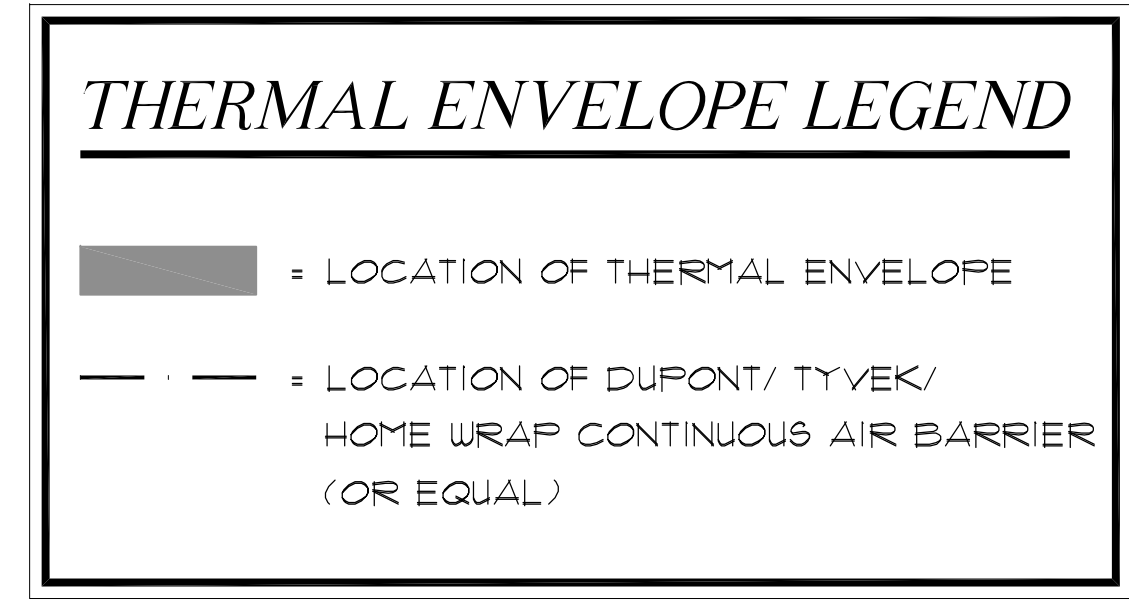 THERMAL ENVELOPE LEGEND
= LOCATION OF THERMAL ENVELOPE
= LOCATION OF DUPONT/ TYVEK/
HOME WRAP CONTINUOUS AIR BARRIER
(OR EQUAL)